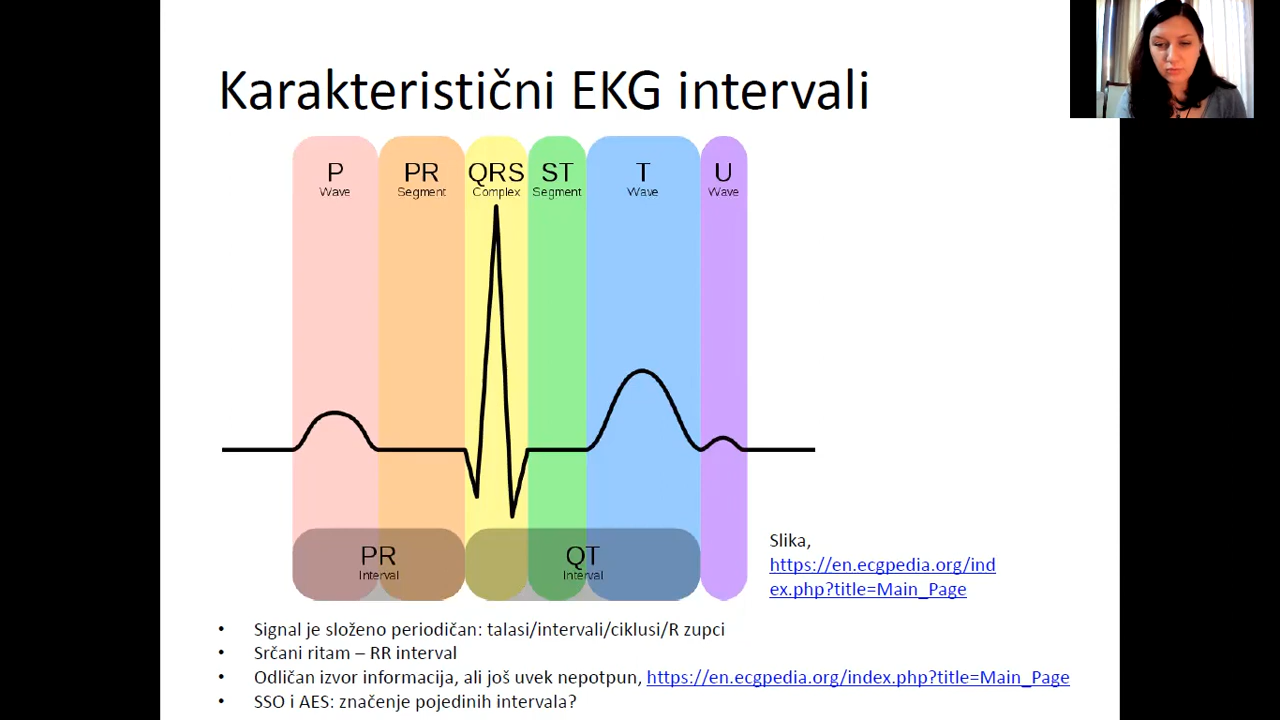 Karakteristični EKG intervali
P
Wave
PR
Segment
QRS
Complex
ST
Segment
T
Wave
U
Wave
PR
Interval
QT
Interval
Slika,
https://en.ecgpedia.org/ind
ex.php?title=Main_Page
• Signal je složeno periodičan: talasi/intervali/ciklusi/R zupci
• Srčani ritam – RR interval
• Odličan izvor informacija, ali još uvek nepotpun, https://en.ecgpedia.org/index.php?title=Main_Page
• SSO i AES: značenje pojedinih intervala?